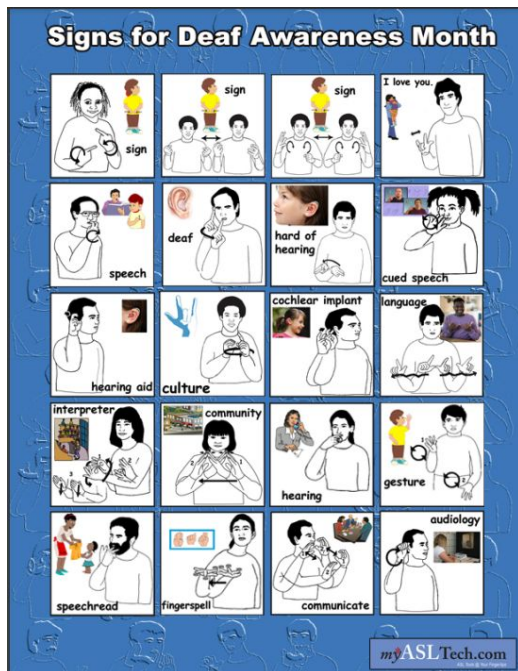 Signs for Deaf Awareness Month
sign
sign
sign
I love you.
speech
deaf
hard of
hearing
cued speech
hearing aid
culture
cochlear implant
language
interpreter
community
hearing
gesture
speechread
fingerspell
communicate
audiology
myASLTech.com